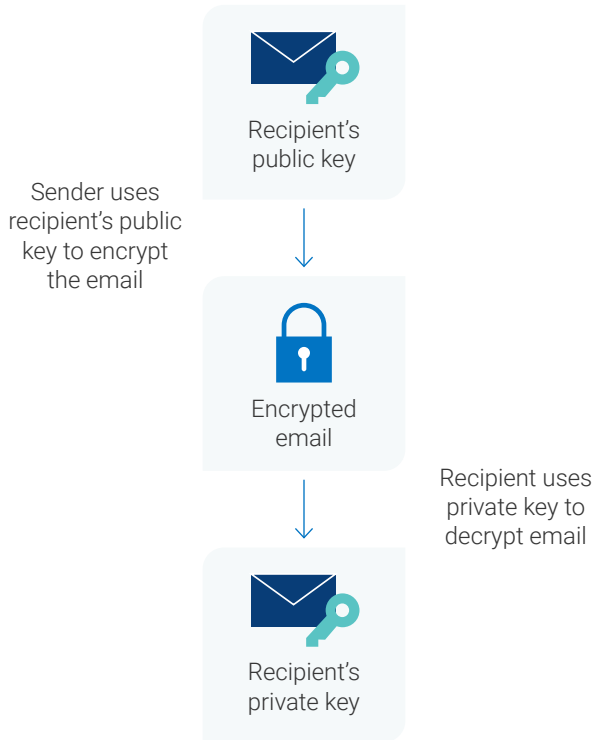 Recipient’s
public key
Sender uses
recipient’s public
key to encrypt
the email
Encrypted
email
Recipient uses
private key to
decrypt email
Recipient’s
private key